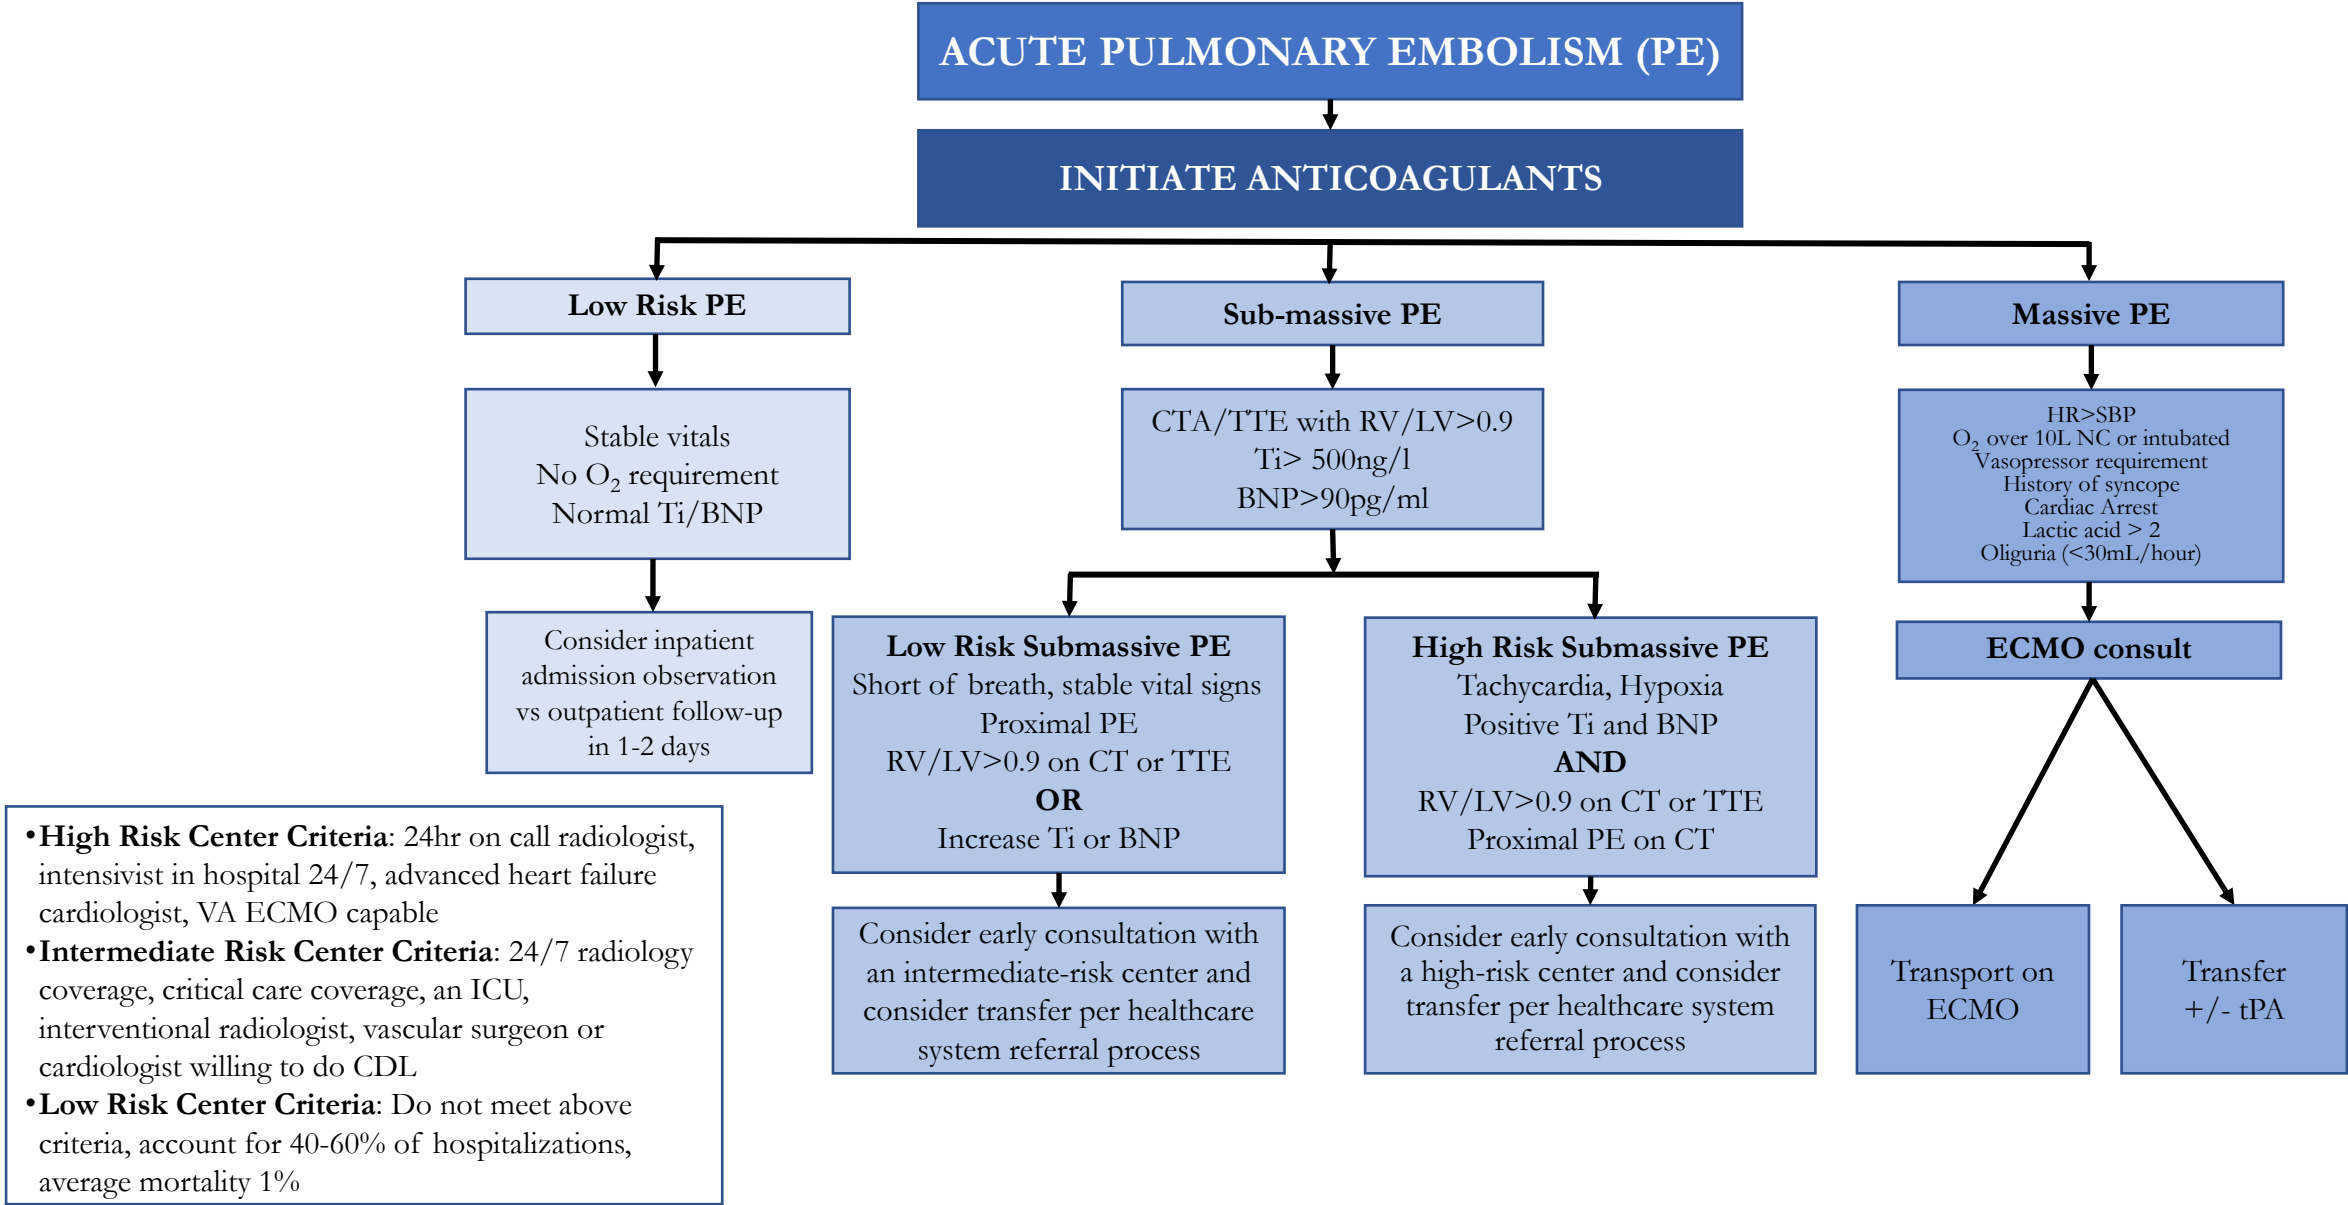 ACUTE PULMONARY EMBOLISM (PE)
INITIATE ANTICOAGULANTS
Low Risk PE
Stable vitals
No O₂ requirement
Normal Ti/BNP
Consider inpatient
admission observation
vs outpatient follow-up
in 1-2 days
Sub-massive PE
CTA/TTE with RV/LV>0.9
Ti> 500ng/l
BNP>90pg/ml
Low Risk Submassive PE
Short of breath, stable vital signs
Proximal PE
RV/LV>0.9 on CT or TTE
OR
Increase Ti or BNP
Consider early consultation with
an intermediate-risk center and
consider transfer per healthcare
system referral process
High Risk Submassive PE
Tachycardia, Hypoxia
Positive Ti and BNP
AND
RV/LV>0.9 on CT or TTE
Proximal PE on CT
Consider early consultation with
a high-risk center and consider
transfer per healthcare system
referral process
Massive PE
HR>SBP
O₂ over 10L NC or intubated
Vasopressor requirement
History of syncope
Cardiac Arrest
Lactic acid > 2
Oliguria (<30mL/hour)
ECMO consult
Transport on
ECMO
Transfer
+/- tPA
•High Risk Center Criteria: 24hr on call radiologist,
intensivist in hospital 24/7, advanced heart failure
cardiologist, VA ECMO capable
•Intermediate Risk Center Criteria: 24/7 radiology
coverage, critical care coverage, an ICU,
interventional radiologist, vascular surgeon or
cardiologist willing to do CDL
•Low Risk Center Criteria: Do not meet above
criteria, account for 40-60% of hospitalizations,
average mortality 1%